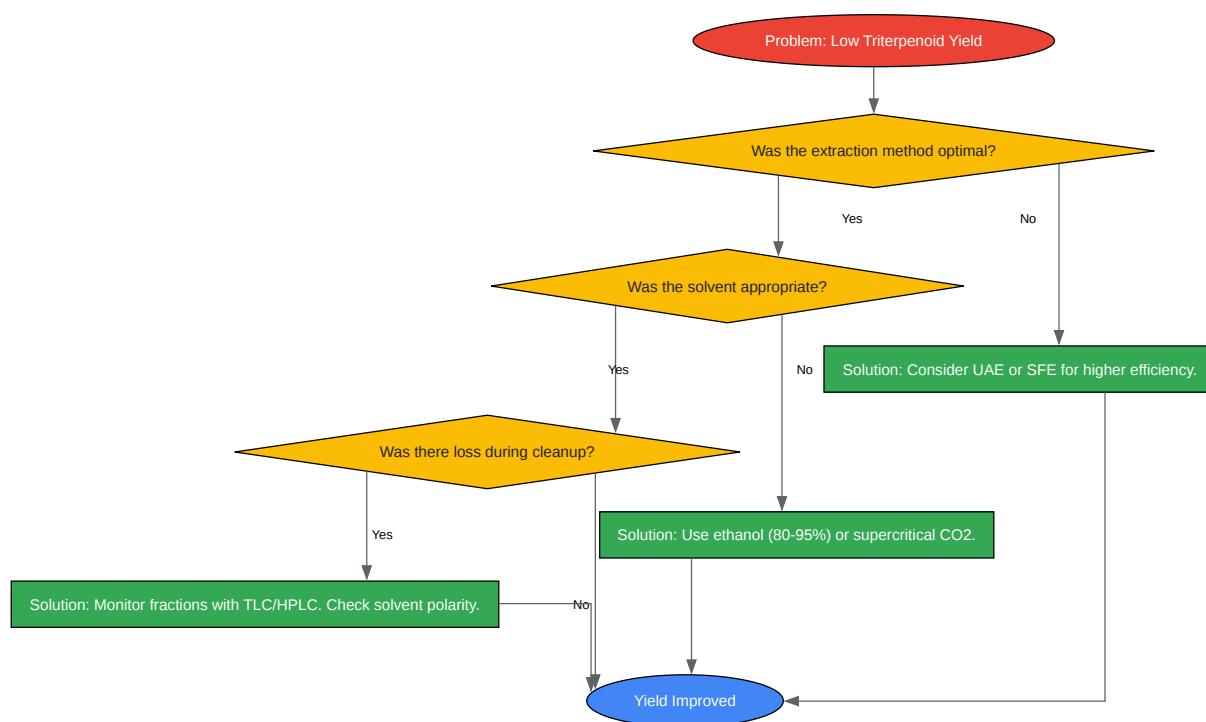 Problem: Low Triterpenoid Yield
Was the extraction method optimal?
Yes
No
Was the solvent appropriate?
Yes
No
Solution: Consider UAE or SFE for higher efficiency.
Was there loss during cleanup?
Yes
Solution: Use ethanol (80-95%) or supercritical CO2.
Solution: Monitor fractions with TLC/HPLC. Check solvent polarity.
No
Yield Improved